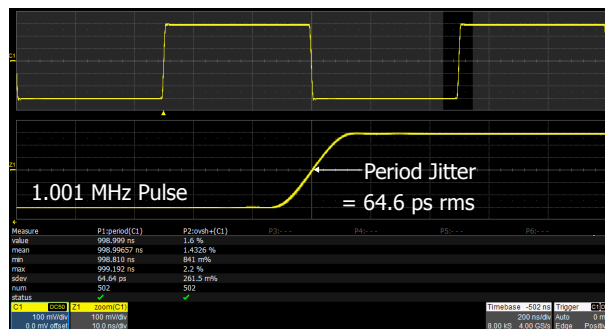 C1
Z1
Period Jitter
1.001 MHz Pulse
= 64.6 ps rms
Measure P1:period(C1) P2:ovsh+(C1) P3:--- P4:--- P5:--- P6:---
value 998.999 ns 1.6 %
mean 998.99657 ns 1.4326 %
min 998.810 ns 841 m%
max 999.192 ns 2.2 %
sdev 64.64 ps 261.5 m%
num 502 502
status
C1 DC50 Z1 zoom(C1) Timebase -502 ns Trigger C1
100 mV/div 100 mV/div 200 ns/div Auto 0 m
0.0 mV offset 10.0 ns/div 8.00 kS 4.00 GS/s Edge Positi